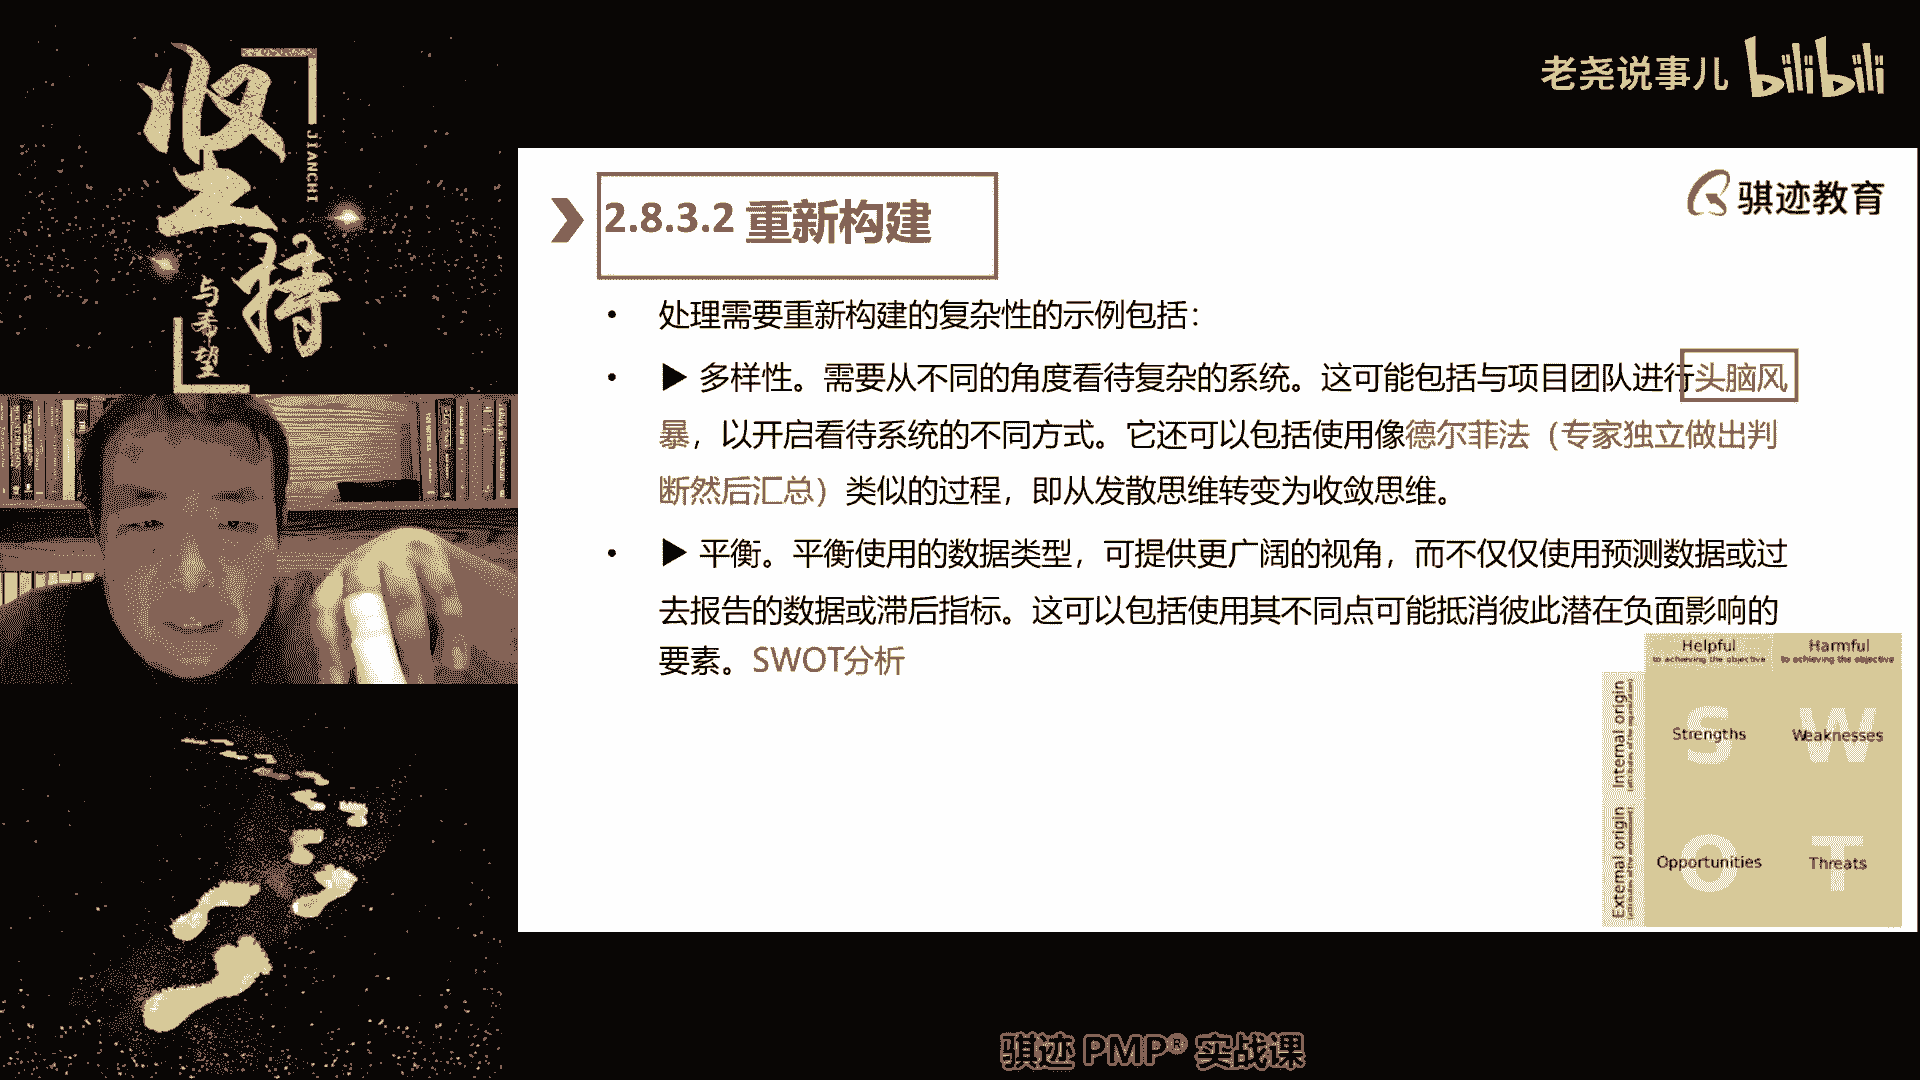 坚持
JIANCHI
与希望
老尧说事儿 bilibili
骐迹教育
2.8.3.2 重新构建
• 处理需要重新构建的复杂性的示例包括：
• ▶ 多样性。需要从不同的角度看待复杂的系统。这可能包括与项目团队进行头脑风
暴，以开启看待系统的不同方式。它还可以包括使用像德尔菲法（专家独立做出判
断然后汇总）类似的过程，即从发散思维转变为收敛思维。
• ▶ 平衡。平衡使用的数据类型，可提供更广阔的视角，而不仅仅使用预测数据或过
去报告的数据或滞后指标。这可以包括使用其不同点可能抵消彼此潜在负面影响的
要素。SWOT分析
Helpful
to achieving the objective
Harmful
to achieving the objective
Internal origin
(attributes of the organization)
S
Strengths
W
Weaknesses
External origin
(attributes of the environment)
O
Opportunities
T
Threats
骐迹 PMP® 实战课